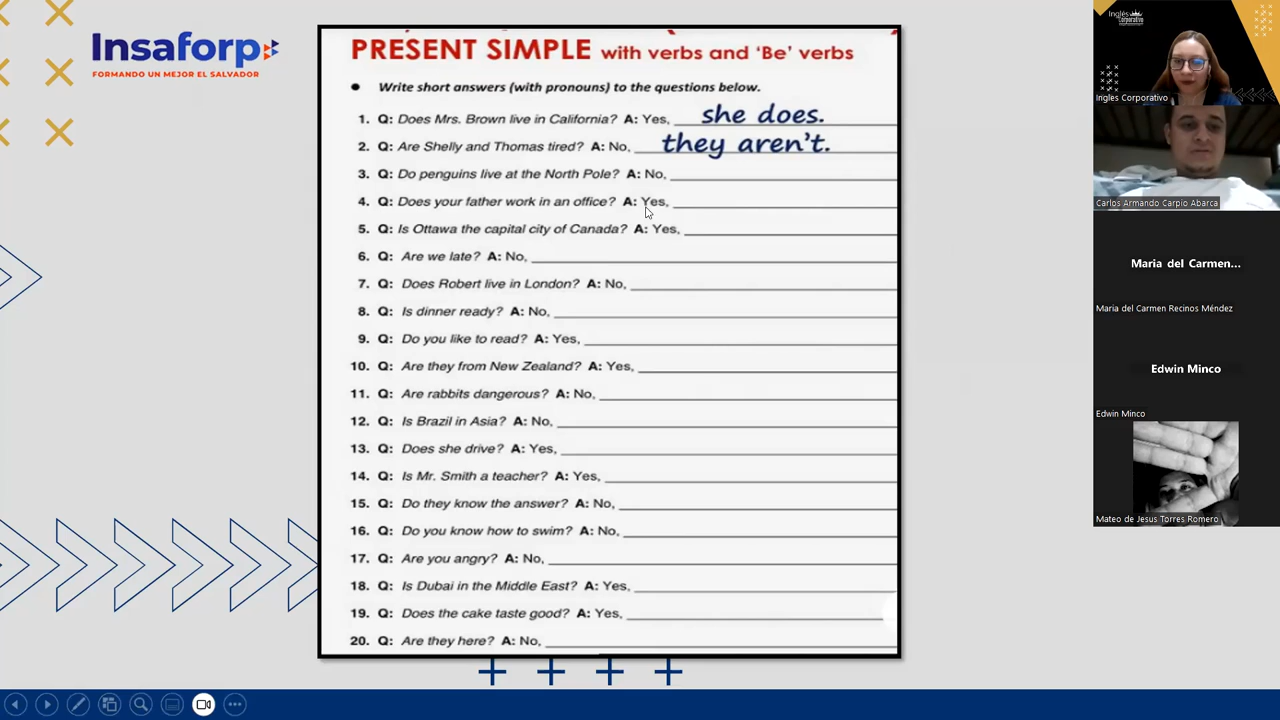 Insaforp
FORMANDO UN MEJOR EL SALVADOR
PRESENT SIMPLE with verbs and 'Be' verbs
● Write short answers (with pronouns) to the questions below.
1. Q: Does Mrs. Brown live in California? A: Yes, she does.
2. Q: Are Shelly and Thomas tired? A: No, they aren't.
3. Q: Do penguins live at the North Pole? A: No,
4. Q: Does your father work in an office? A: Yes,
5. Q: Is Ottawa the capital city of Canada? A: Yes,
6. Q: Are we late? A: No,
7. Q: Does Robert live in London? A: No,
8. Q: Is dinner ready? A: No,
9. Q: Do you like to read? A: Yes,
10. Q: Are they from New Zealand? A: Yes,
11. Q: Are rabbits dangerous? A: No,
12. Q: Is Brazil in Asia? A: No,
13. Q: Does she drive? A: Yes,
14. Q: Is Mr. Smith a teacher? A: Yes,
15. Q: Do they know the answer? A: No,
16. Q: Do you know how to swim? A: No,
17. Q: Are you angry? A: No,
18. Q: Is Dubai in the Middle East? A: Yes,
19. Q: Does the cake taste good? A: Yes,
20. Q: Are they here? A: No,
Inglés
Corporativo
Ingles Corporativo
Carlos Armando Carpio Abarca
Maria del Carmen...
Maria del Carmen Recinos Méndez
Edwin Minco
Edwin Minco
Mateo de Jesus Torres Romero